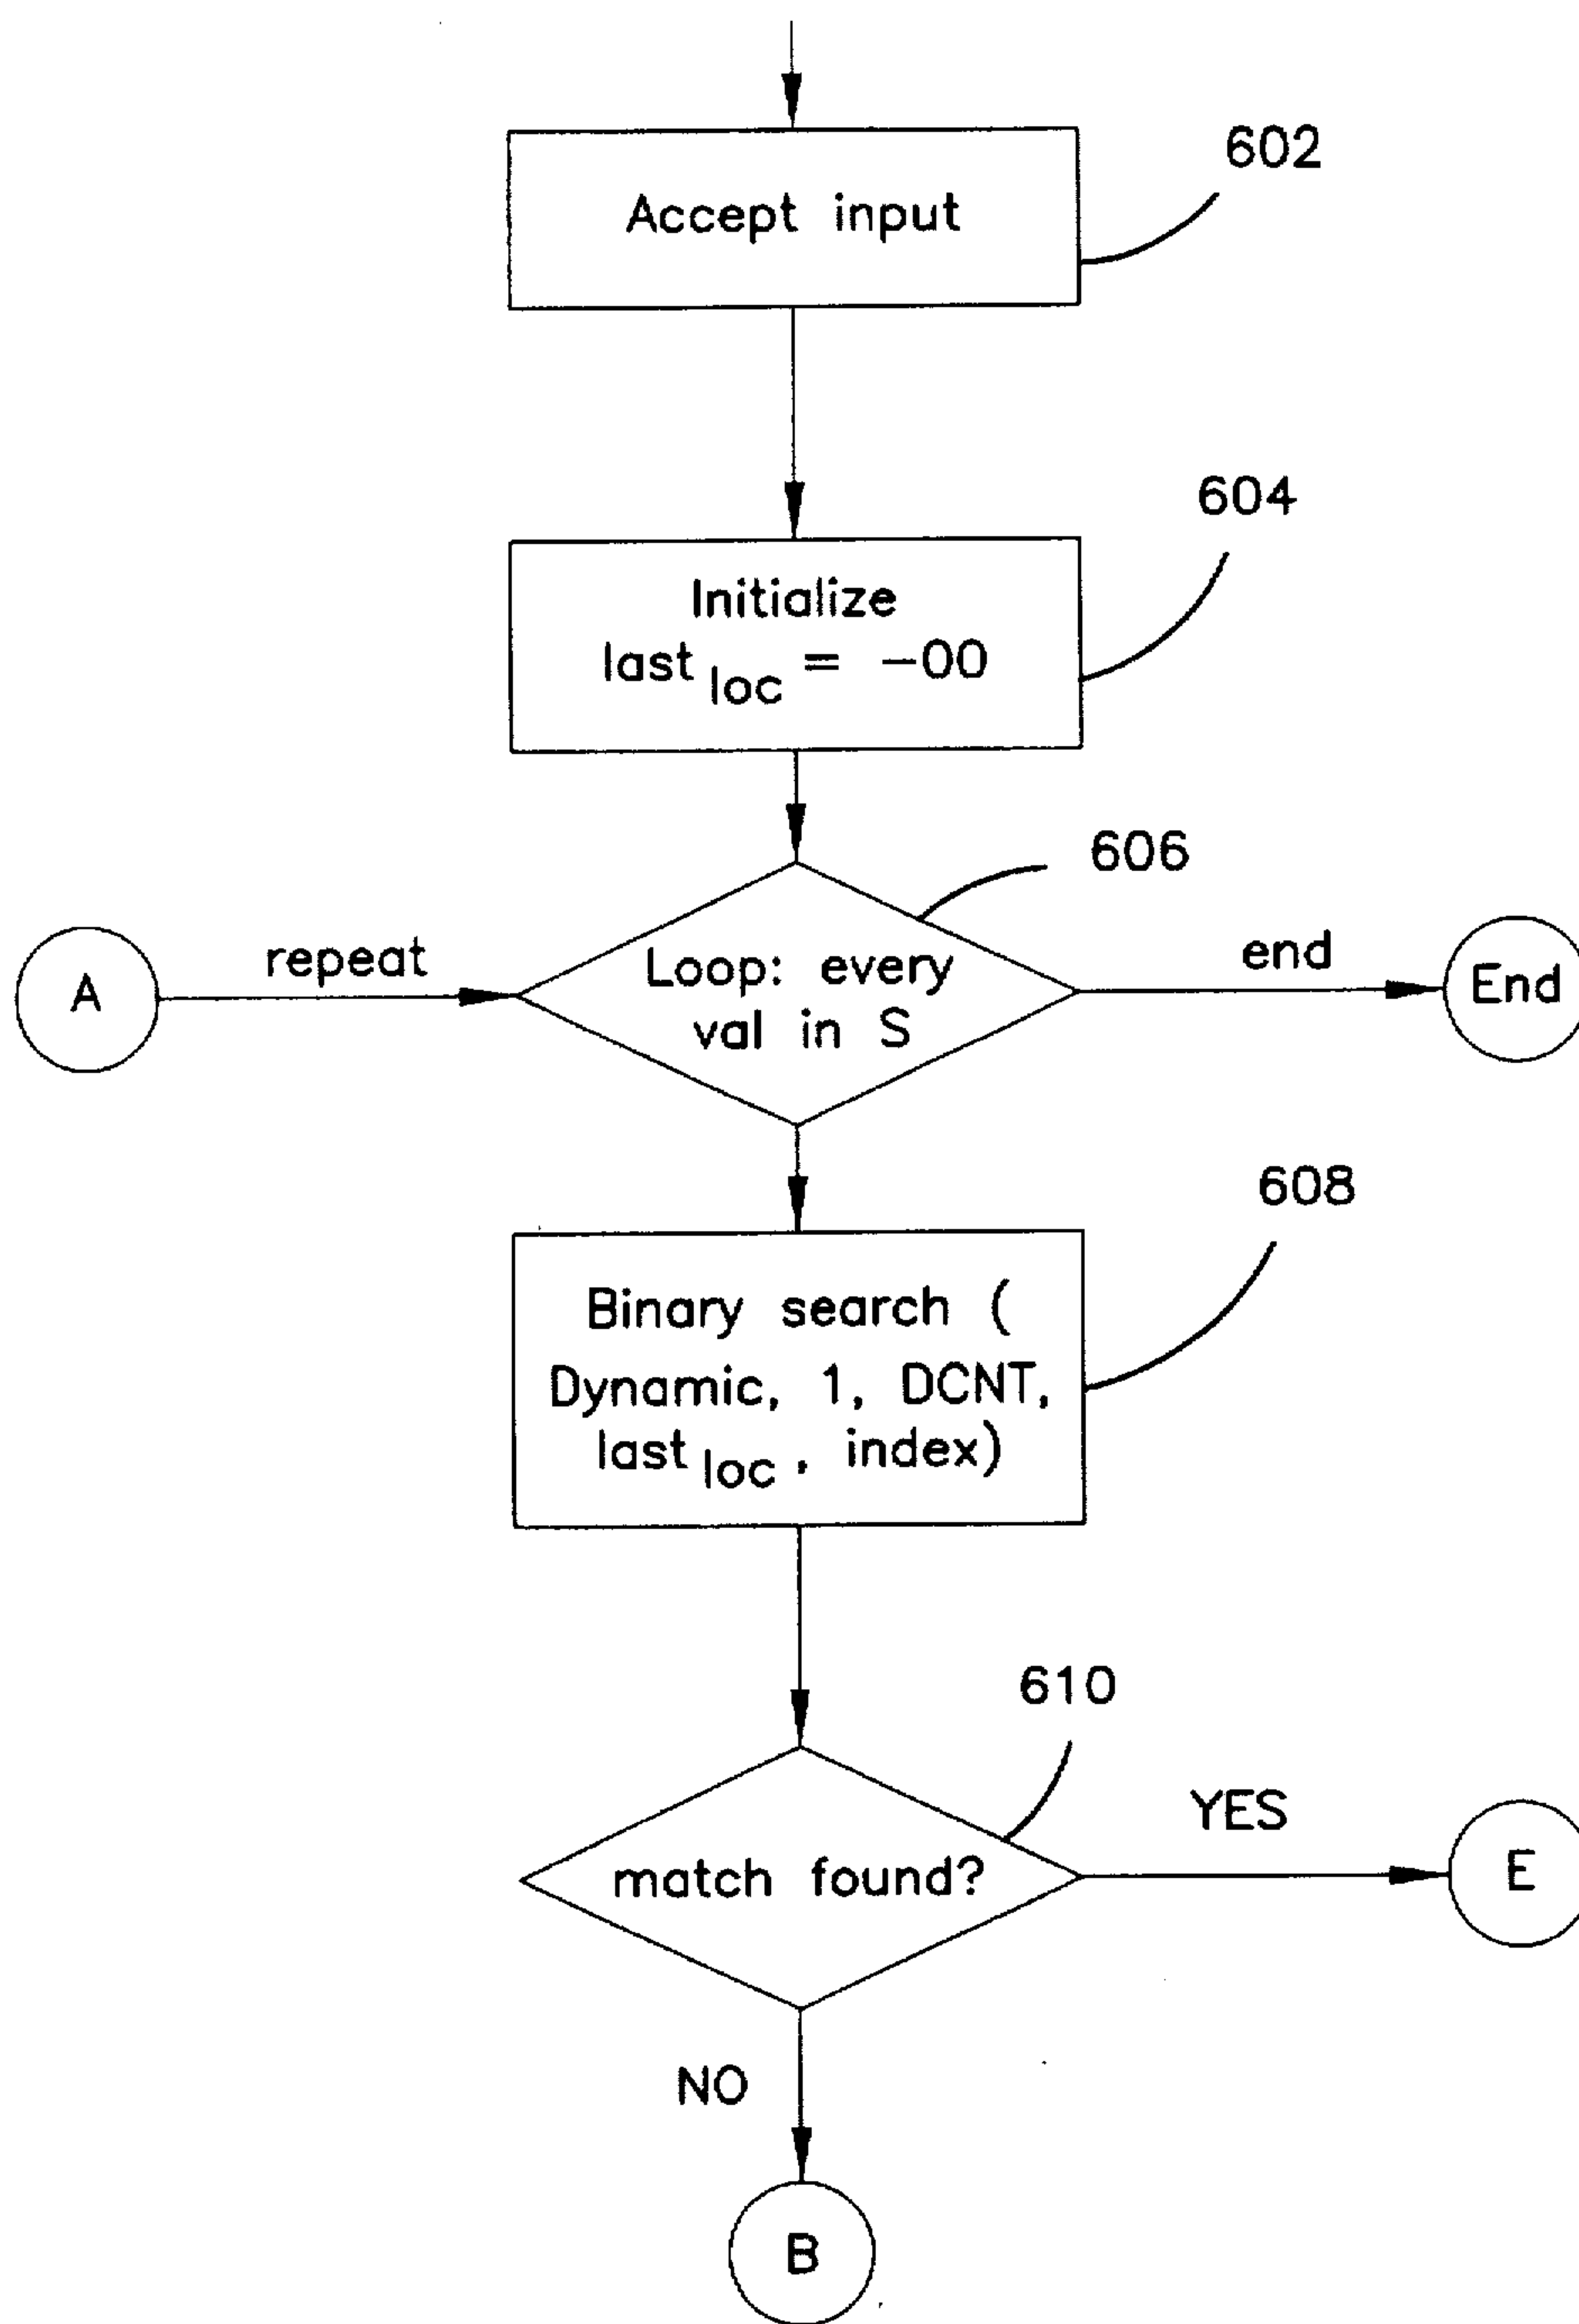 602
Accept input
604
Initialize
last loc = -00
606
A
repeat
Loop: every
val in S
end
End
608
Binary search (
Dynamic, 1, DCNT,
last loc, index)
610
match found?
YES
E
NO
B